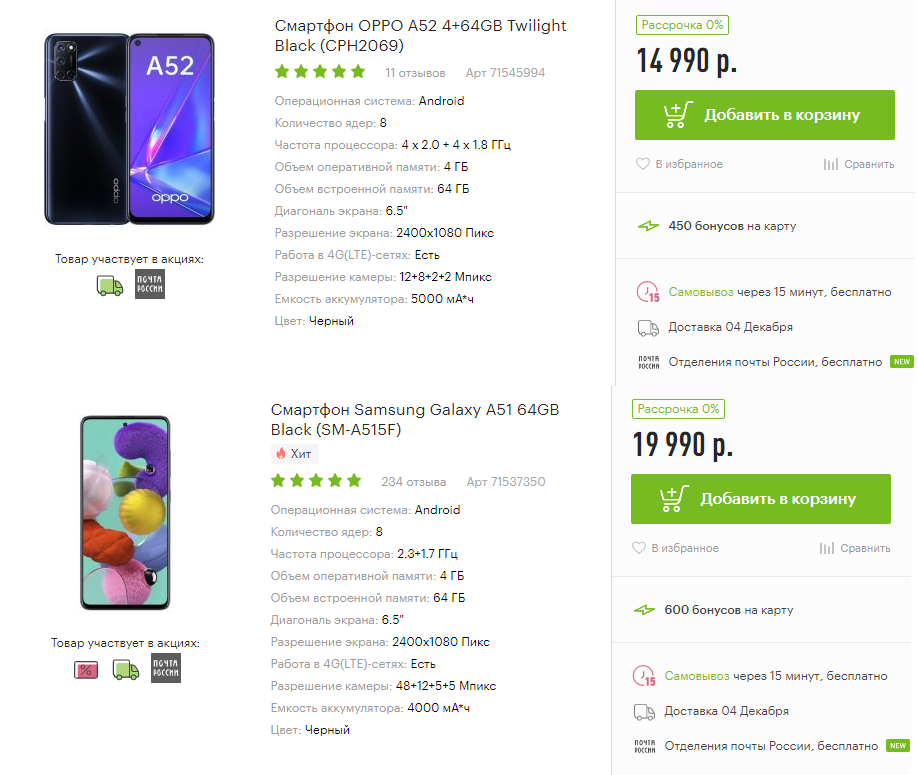 Смартфон OPPO A52 4+64GB Twilight
Black (CPH2069)
11 отзывов Арт 71545994
Операционная система: Android
Количество ядер: 8
Частота процессора: 4 x 2.0 + 4 x 1.8 ГГц
Объем оперативной памяти: 4 ГБ
Объем встроенной памяти: 64 ГБ
Диагональ экрана: 6.5"
Разрешение экрана: 2400x1080 Пикс
Работа в 4G(LTE)-сетях: Есть
Разрешение камеры: 12+8+2+2 Мпикс
Емкость аккумулятора: 5000 мА*ч
Цвет: Черный
A52
oppo
oppo
Товар участвует в акциях:
ПОЧТА
РОССИИ
Рассрочка 0%
14 990 р.
Добавить в корзину
В избранное
Сравнить
450 бонусов на карту
15
Самовывоз через 15 минут, бесплатно
Доставка 04 Декабря
ПОЧТА
РОССИИ
Отделения почты России, бесплатно NEW
Смартфон Samsung Galaxy A51 64GB
Black (SM-A515F)
Хит
234 отзыва Арт 71537350
Операционная система: Android
Количество ядер: 8
Частота процессора: 2.3+1.7 ГГц
Объем оперативной памяти: 4 ГБ
Объем встроенной памяти: 64 ГБ
Диагональ экрана: 6.5"
Разрешение экрана: 2400x1080 Пикс
Работа в 4G(LTE)-сетях: Есть
Разрешение камеры: 48+12+5+5 Мпикс
Емкость аккумулятора: 4000 мА*ч
Цвет: Черный
Товар участвует в акциях:
%
ПОЧТА
РОССИИ
Рассрочка 0%
19 990 р.
Добавить в корзину
В избранное
Сравнить
600 бонусов на карту
15
Самовывоз через 15 минут, бесплатно
Доставка 04 Декабря
ПОЧТА
РОССИИ
Отделения почты России, бесплатно NEW